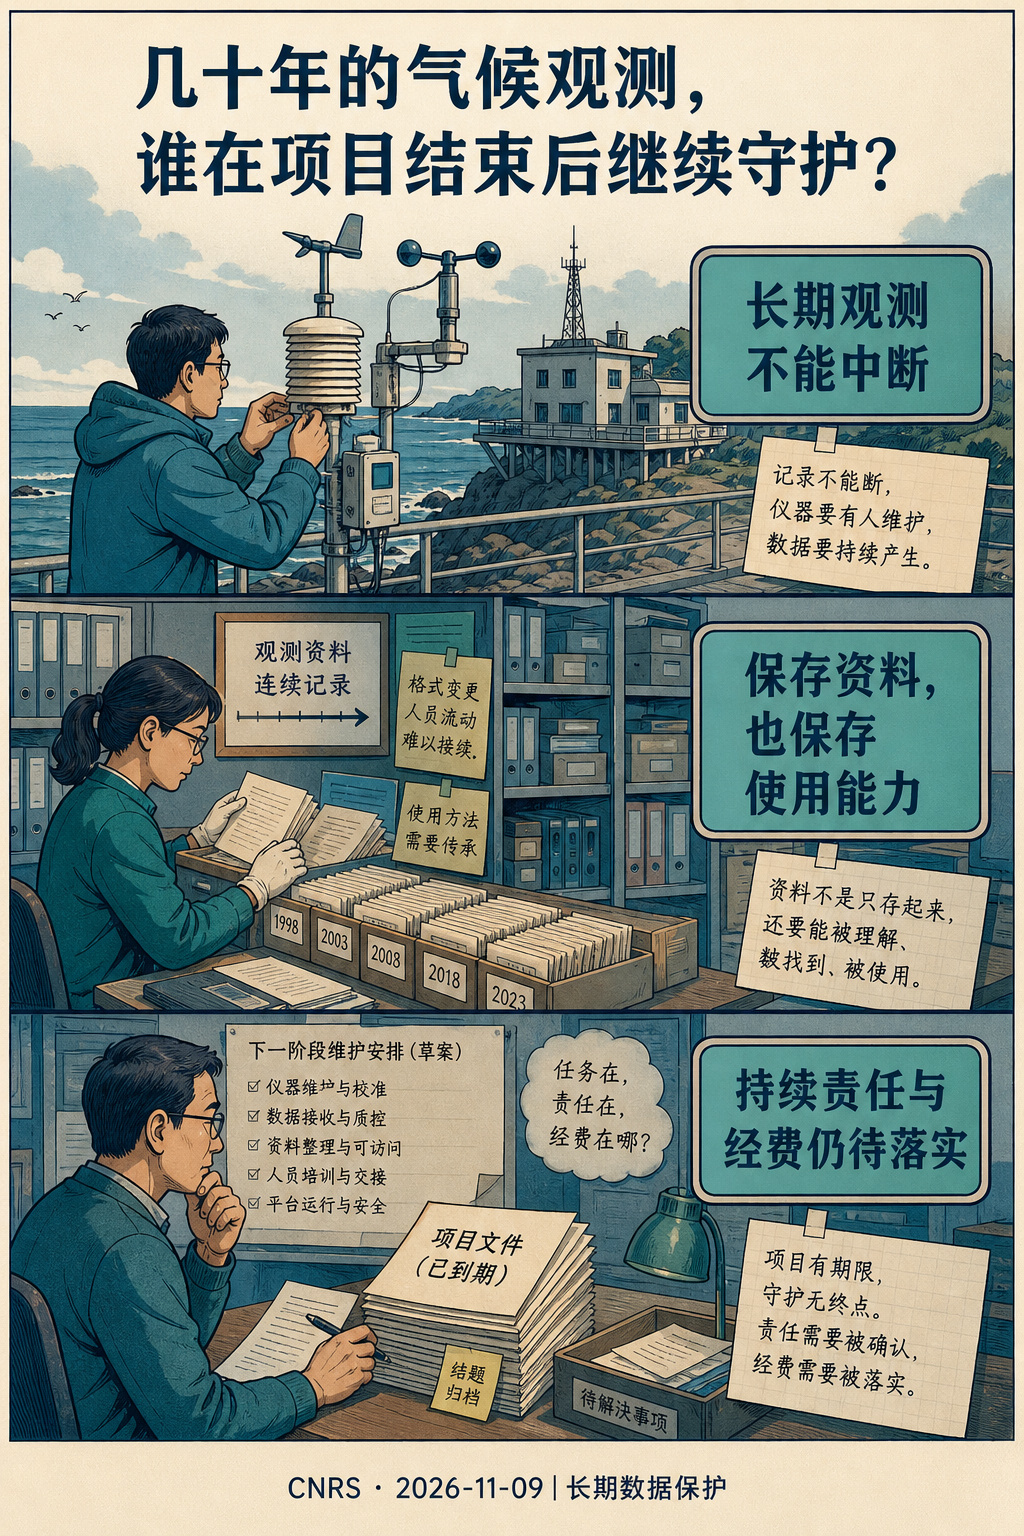 几十年的气候观测，
谁在项目结束后继续守护？
长期观测
不能中断
记录不能断，
仪器要有人维护，
数据要持续产生。
观测资料
连续记录
格式变更
人员流动
难以接续.
使用方法
需要传承
1998
2003
2008
2018
2023
保存资料，
也保存
使用能力
资料不是只存起来，
还要能被理解、
数找到、被使用。
下一阶段维护安排(草案)
☑ 仪器维护与校准
☑ 数据接收与质控
☑ 资料整理与可访问
☑ 人员培训与交接
☑ 平台运行与安全
任务在，
责任在，
经费在哪？
项目文件
(已到期)
结题
归档
待解决事项
持续责任与
经费仍待落实
项目有期限，
守护无终点。
责任需要被确认，
经费需要被落实。
CNRS · 2026-11-09 | 长期数据保护